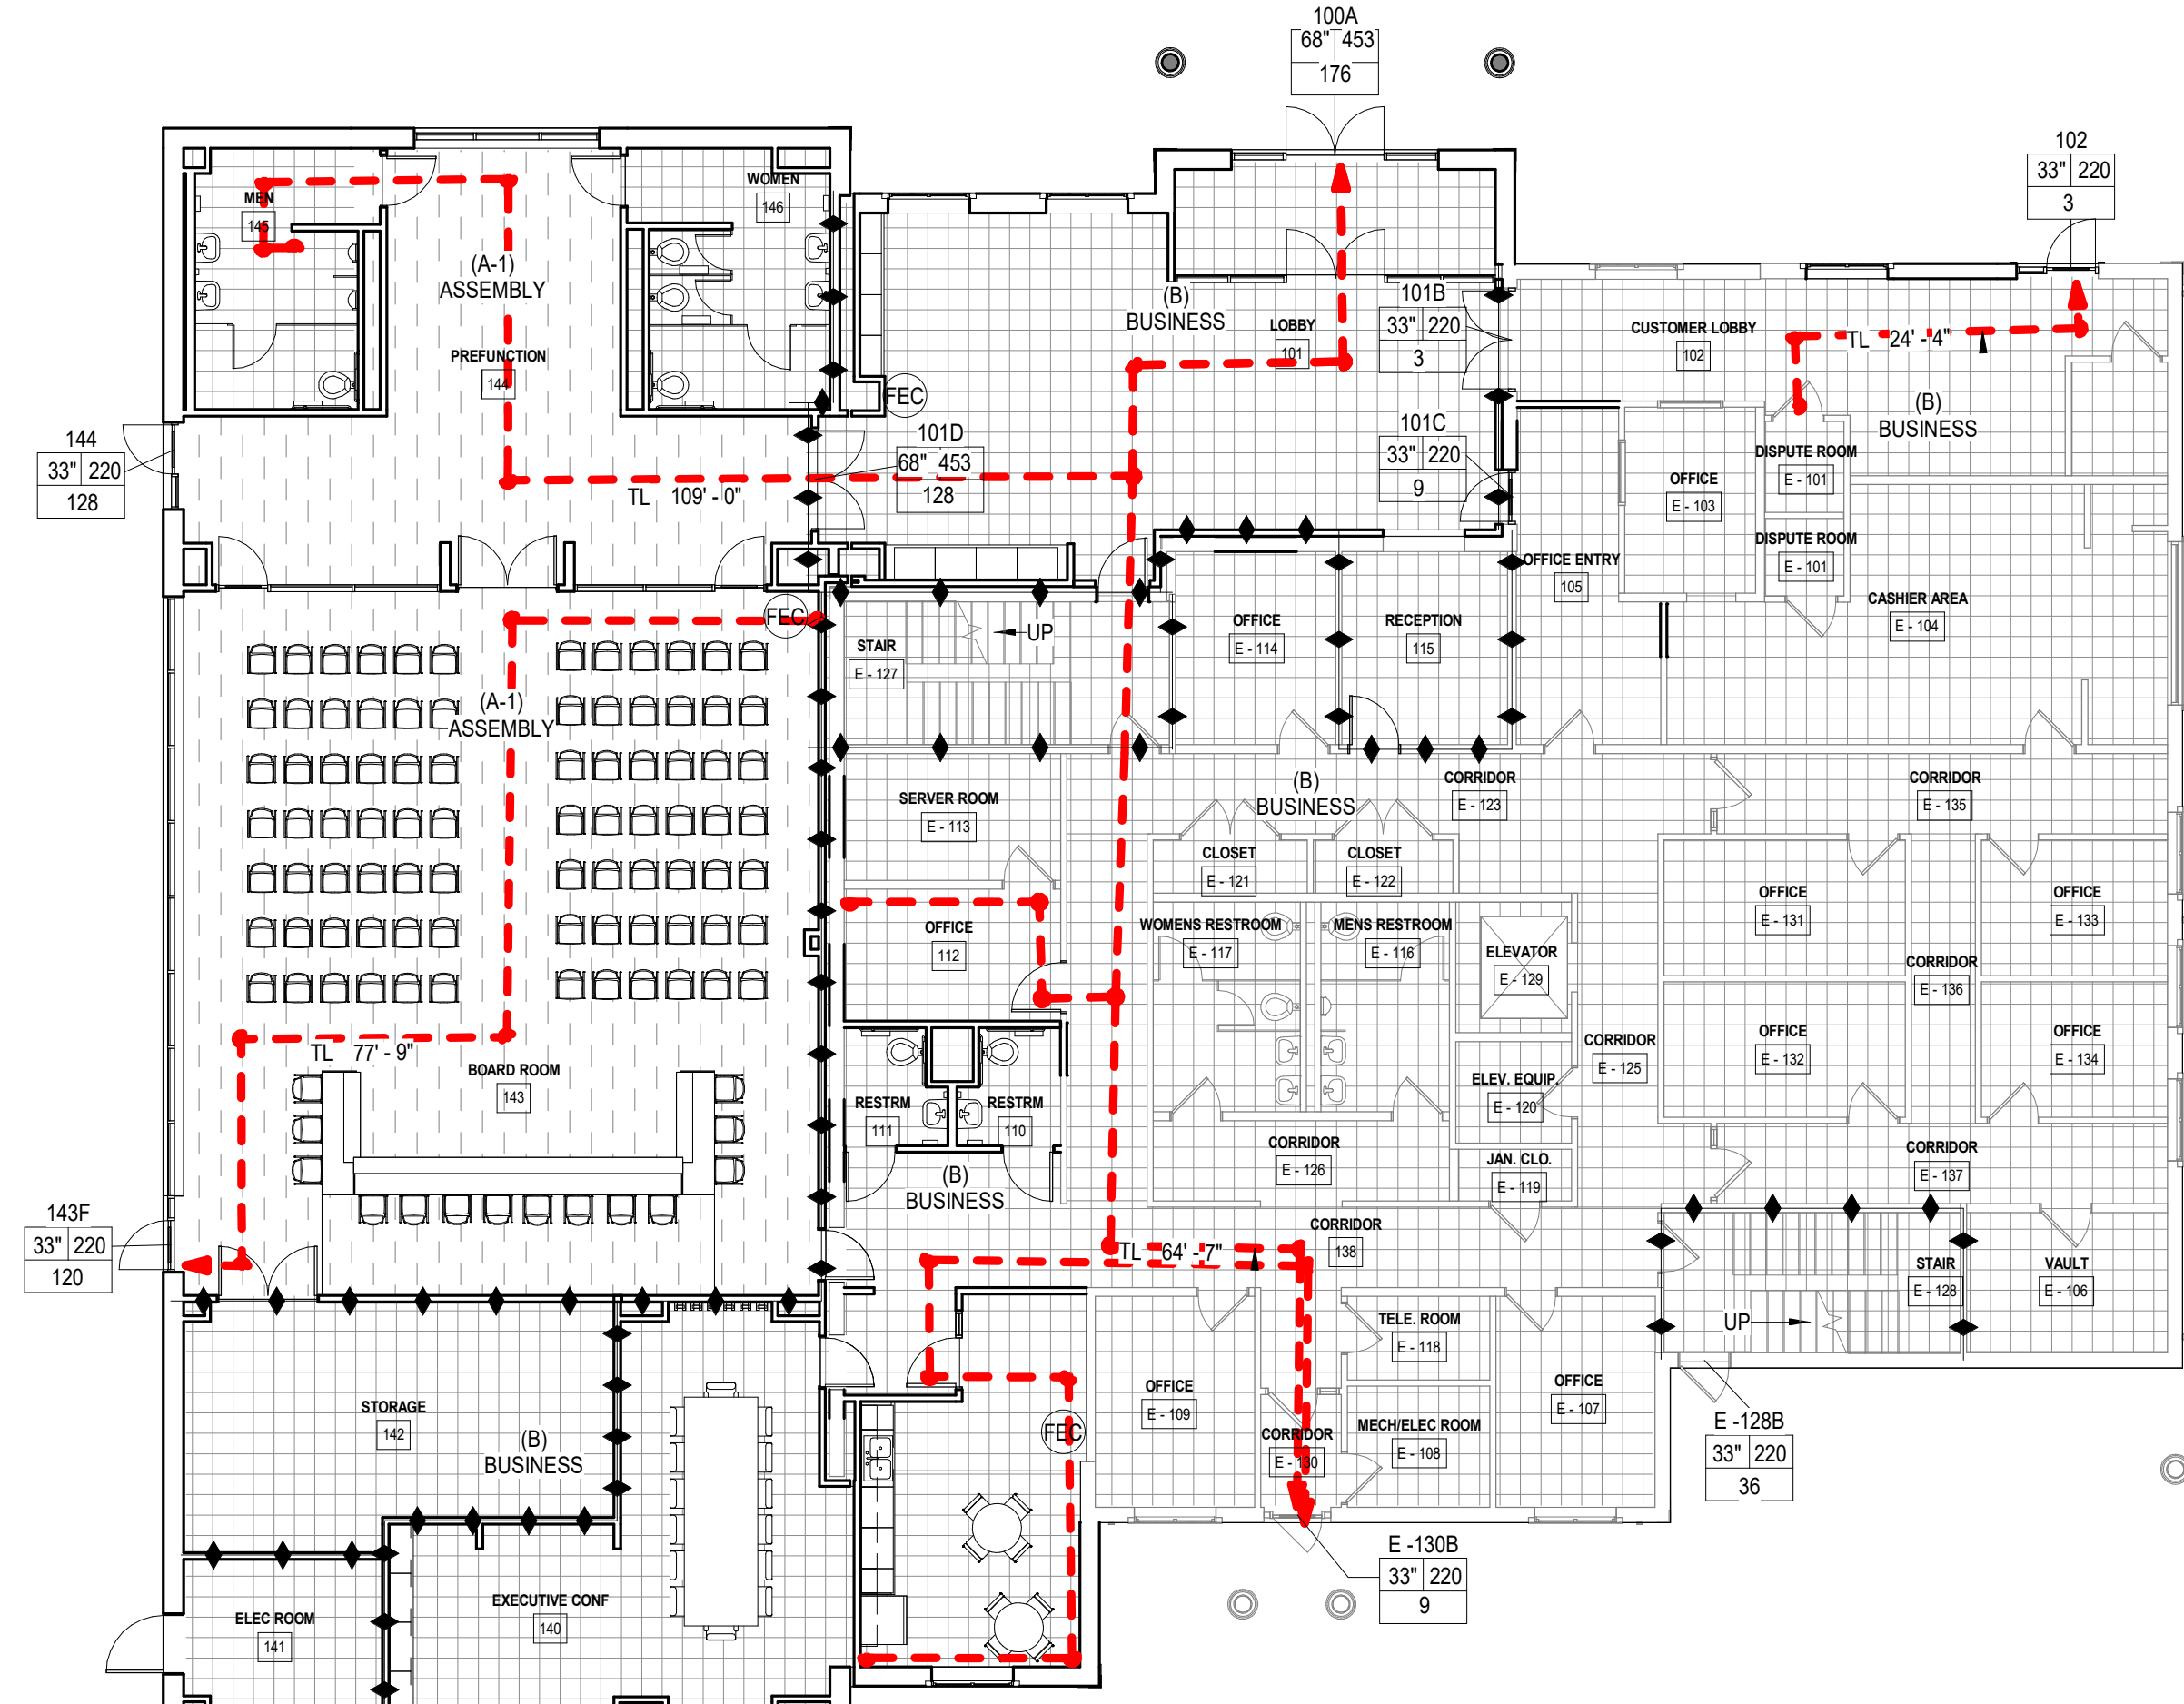 100A
68" 453
176
102
33" 220
3
MEN
145
WOMEN
146
(A-1)
ASSEMBLY
PREFUNCTION
144
(B)
BUSINESS
LOBBY
101
101B
33" 220
3
CUSTOMER LOBBY
102
TL 24' - 4"
(B)
BUSINESS
FEC
144
33" 220
128
101D
68" 453
128
101C
33" 220
9
TL 109' - 0"
OFFICE
E - 103
DISPUTE ROOM
E - 101
DISPUTE ROOM
E - 101
OFFICE ENTRY
105
CASHIER AREA
E - 104
FEC
UP
STAIR
E - 127
OFFICE
E - 114
RECEPTION
115
(A-1)
ASSEMBLY
SERVER ROOM
E - 113
(B)
BUSINESS
CORRIDOR
E - 123
CORRIDOR
E - 135
CLOSET
E - 121
CLOSET
E - 122
OFFICE
E - 131
OFFICE
E - 133
OFFICE
112
WOMENS RESTROOM
E - 117
MENS RESTROOM
E - 116
ELEVATOR
E - 129
CORRIDOR
E - 136
TL 77' - 9"
BOARD ROOM
143
RESTRM
111
RESTRM
110
ELEV. EQUIP.
E - 120
CORRIDOR
E - 125
OFFICE
E - 132
OFFICE
E - 134
CORRIDOR
E - 126
JAN. CLO.
E - 119
CORRIDOR
E - 137
(B)
BUSINESS
143F
33" 220
120
TL 64' - 7"
CORRIDOR
138
STAIR
E - 128
VAULT
E - 106
UP
TELE. ROOM
E - 118
OFFICE
E - 109
OFFICE
E - 107
STORAGE
142
(B)
BUSINESS
FEC
CORRIDOR
E - 130
MECH/ELEC ROOM
E - 108
E -128B
33" 220
36
E -130B
33" 220
9
ELEC ROOM
141
EXECUTIVE CONF
140